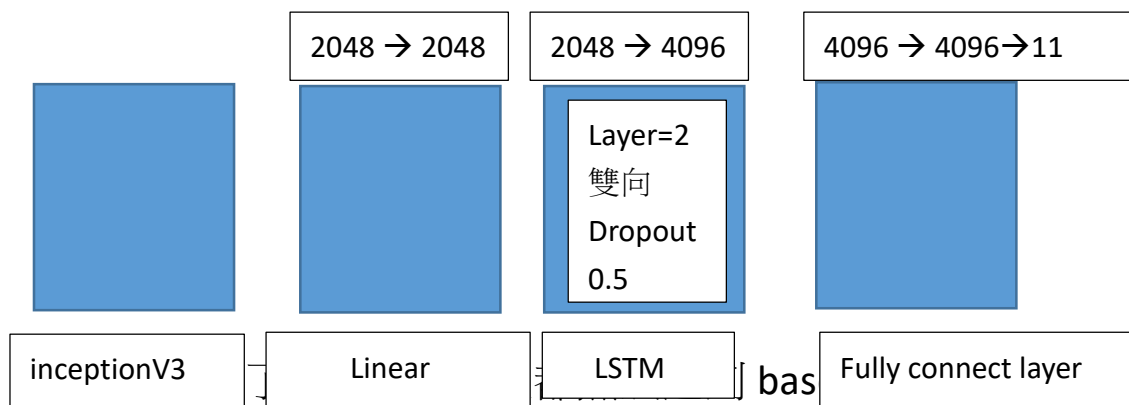 2048 → 2048
2048 → 4096
4096 → 4096→11
Layer=2
雙向
Dropout
0.5
inceptionV3
Linear
LSTM
bas
Fully connect layer